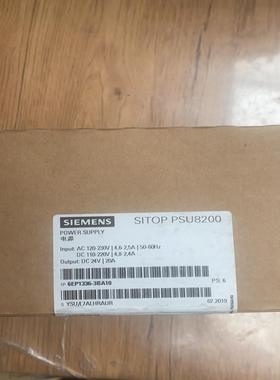 SIEMENS SITOP PSU8200
POWER SUPPLY
电源
Input: AC 120-230V | 4,6-2,5A | 50-60Hz
DC 110-220V | 4,8-2,4A
Output: DC 24V | 20A
1P 6EP1336-3BA10 PS: 6
02.2019